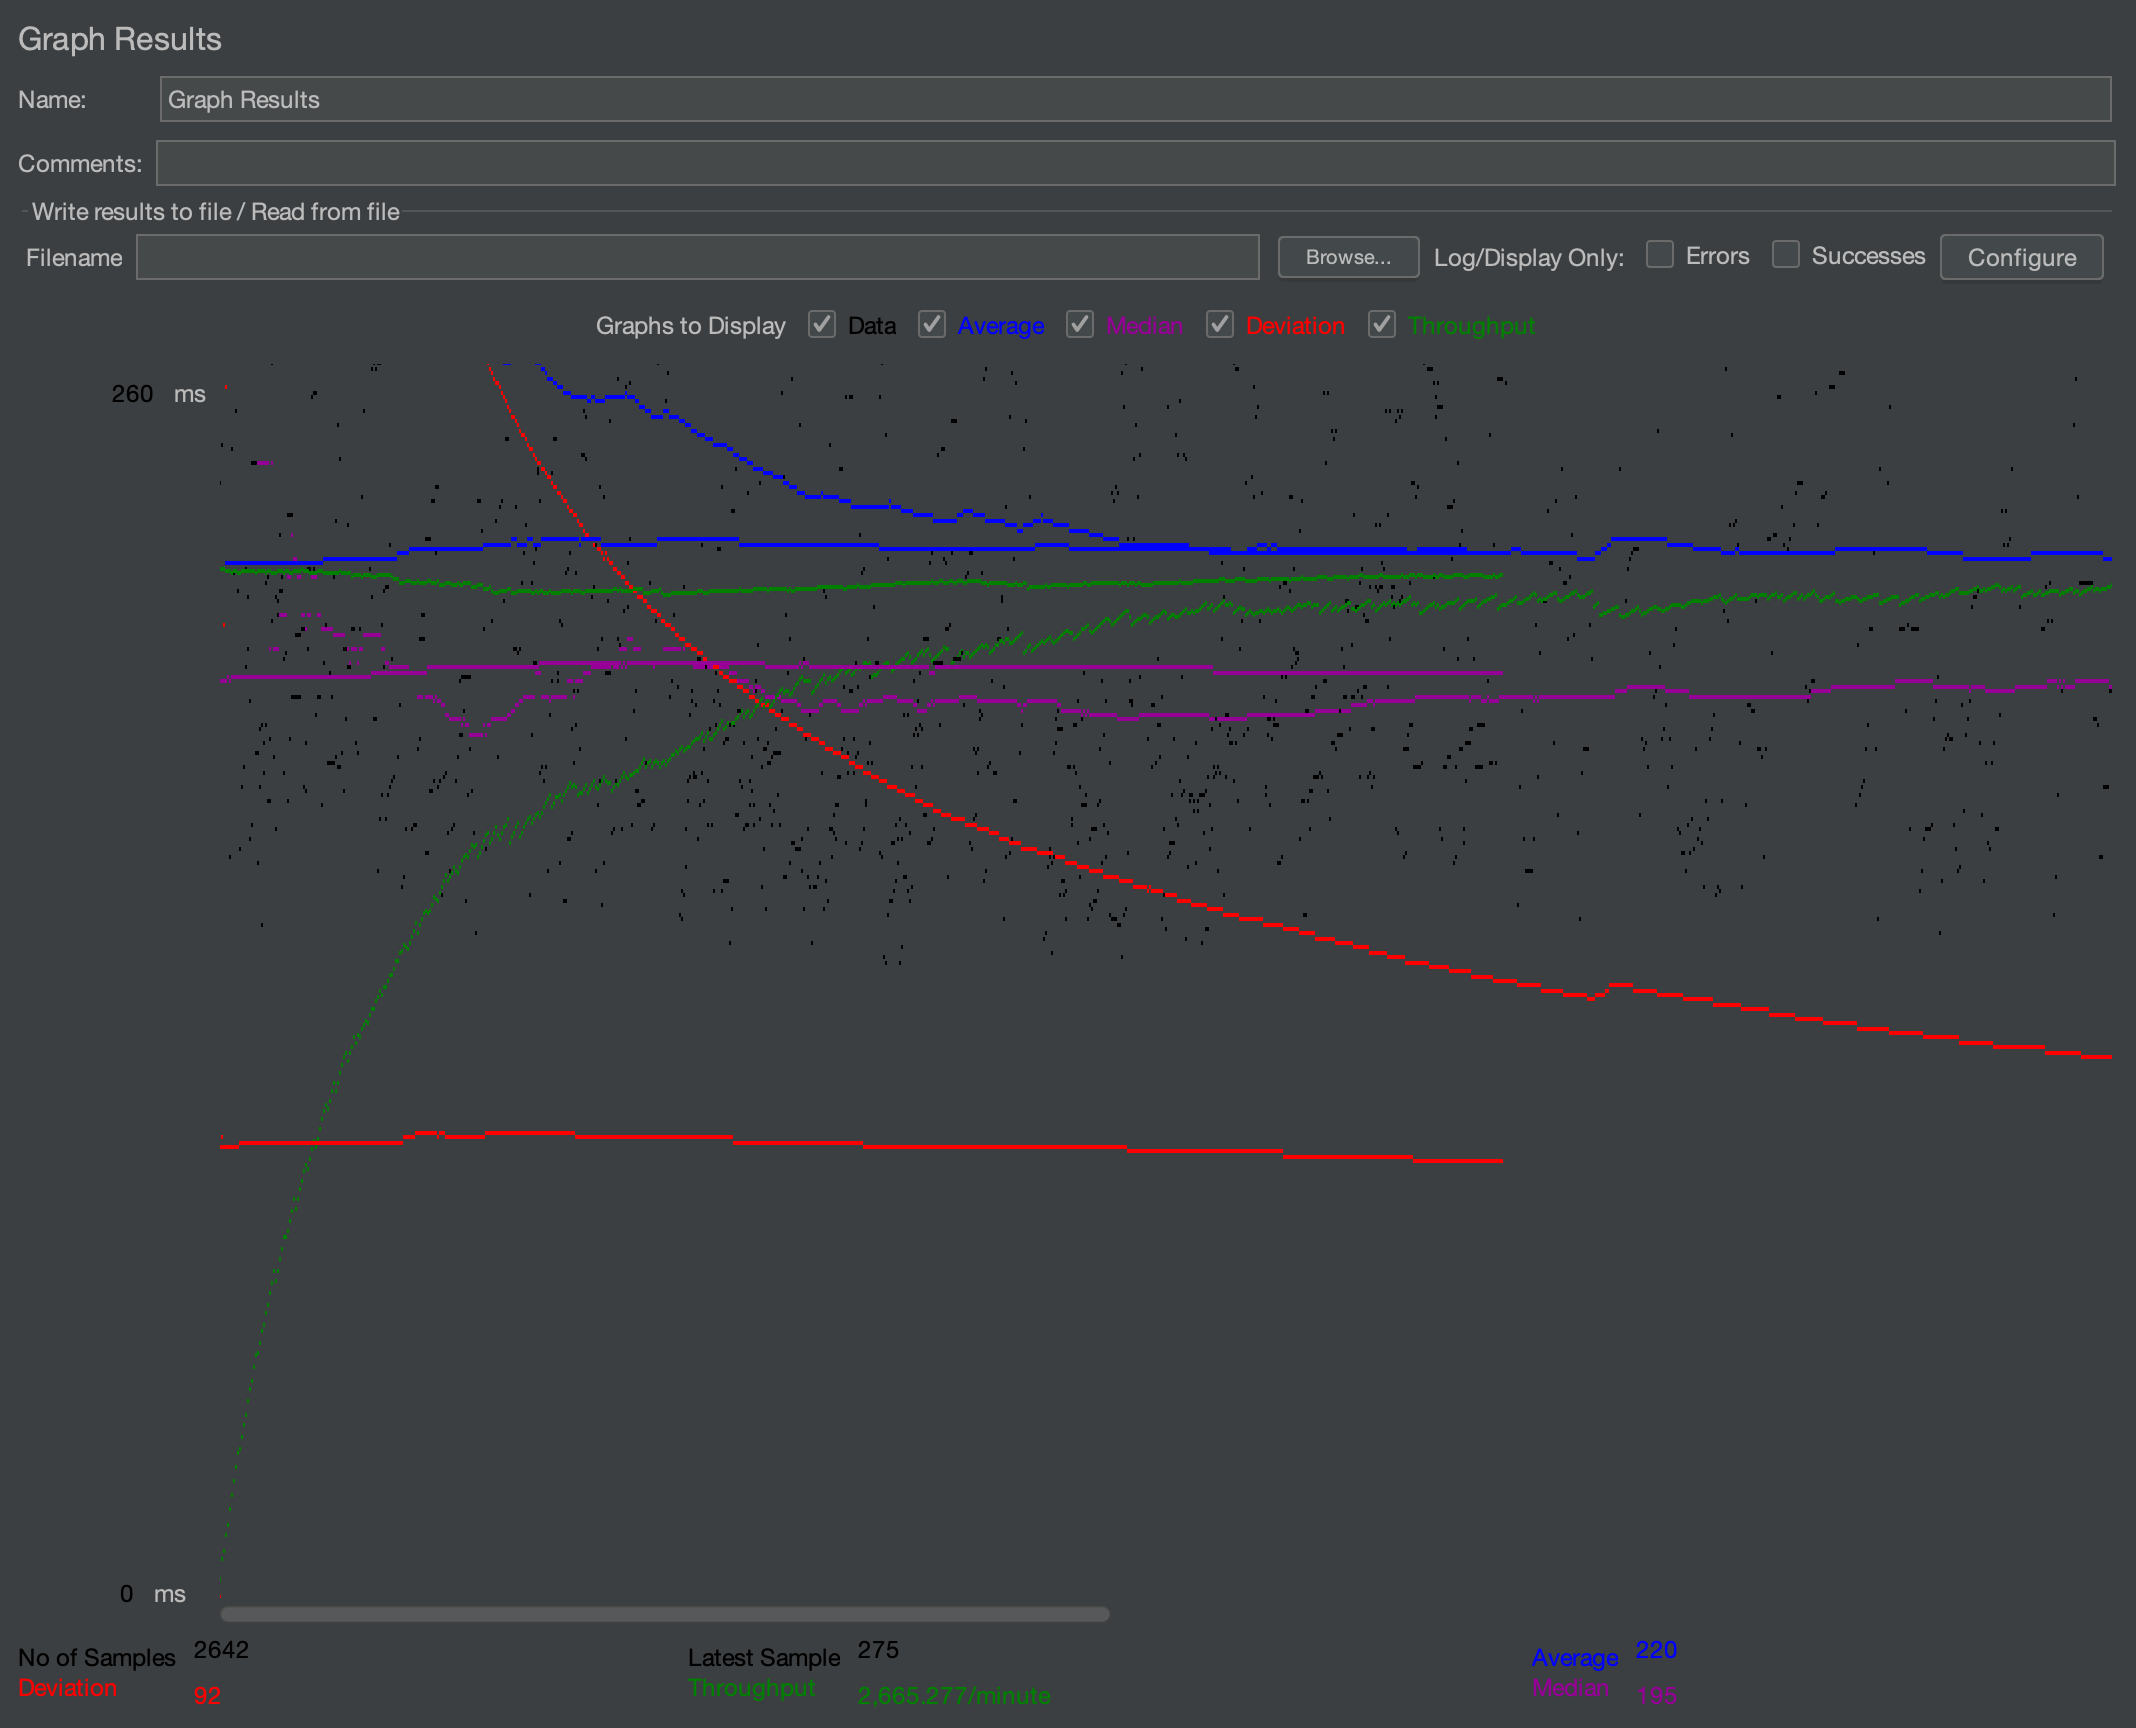 Graph Results
Name: Graph Results
Comments:
Write results to file / Read from file
Filename Browse... Log/Display Only: Errors Successes Configure
Graphs to Display Data Average Median Deviation Throughput
260 ms
0 ms
No of Samples 2642 Latest Sample 275 Average 220
Deviation 92 Throughput 2,665.277/minute Median 195